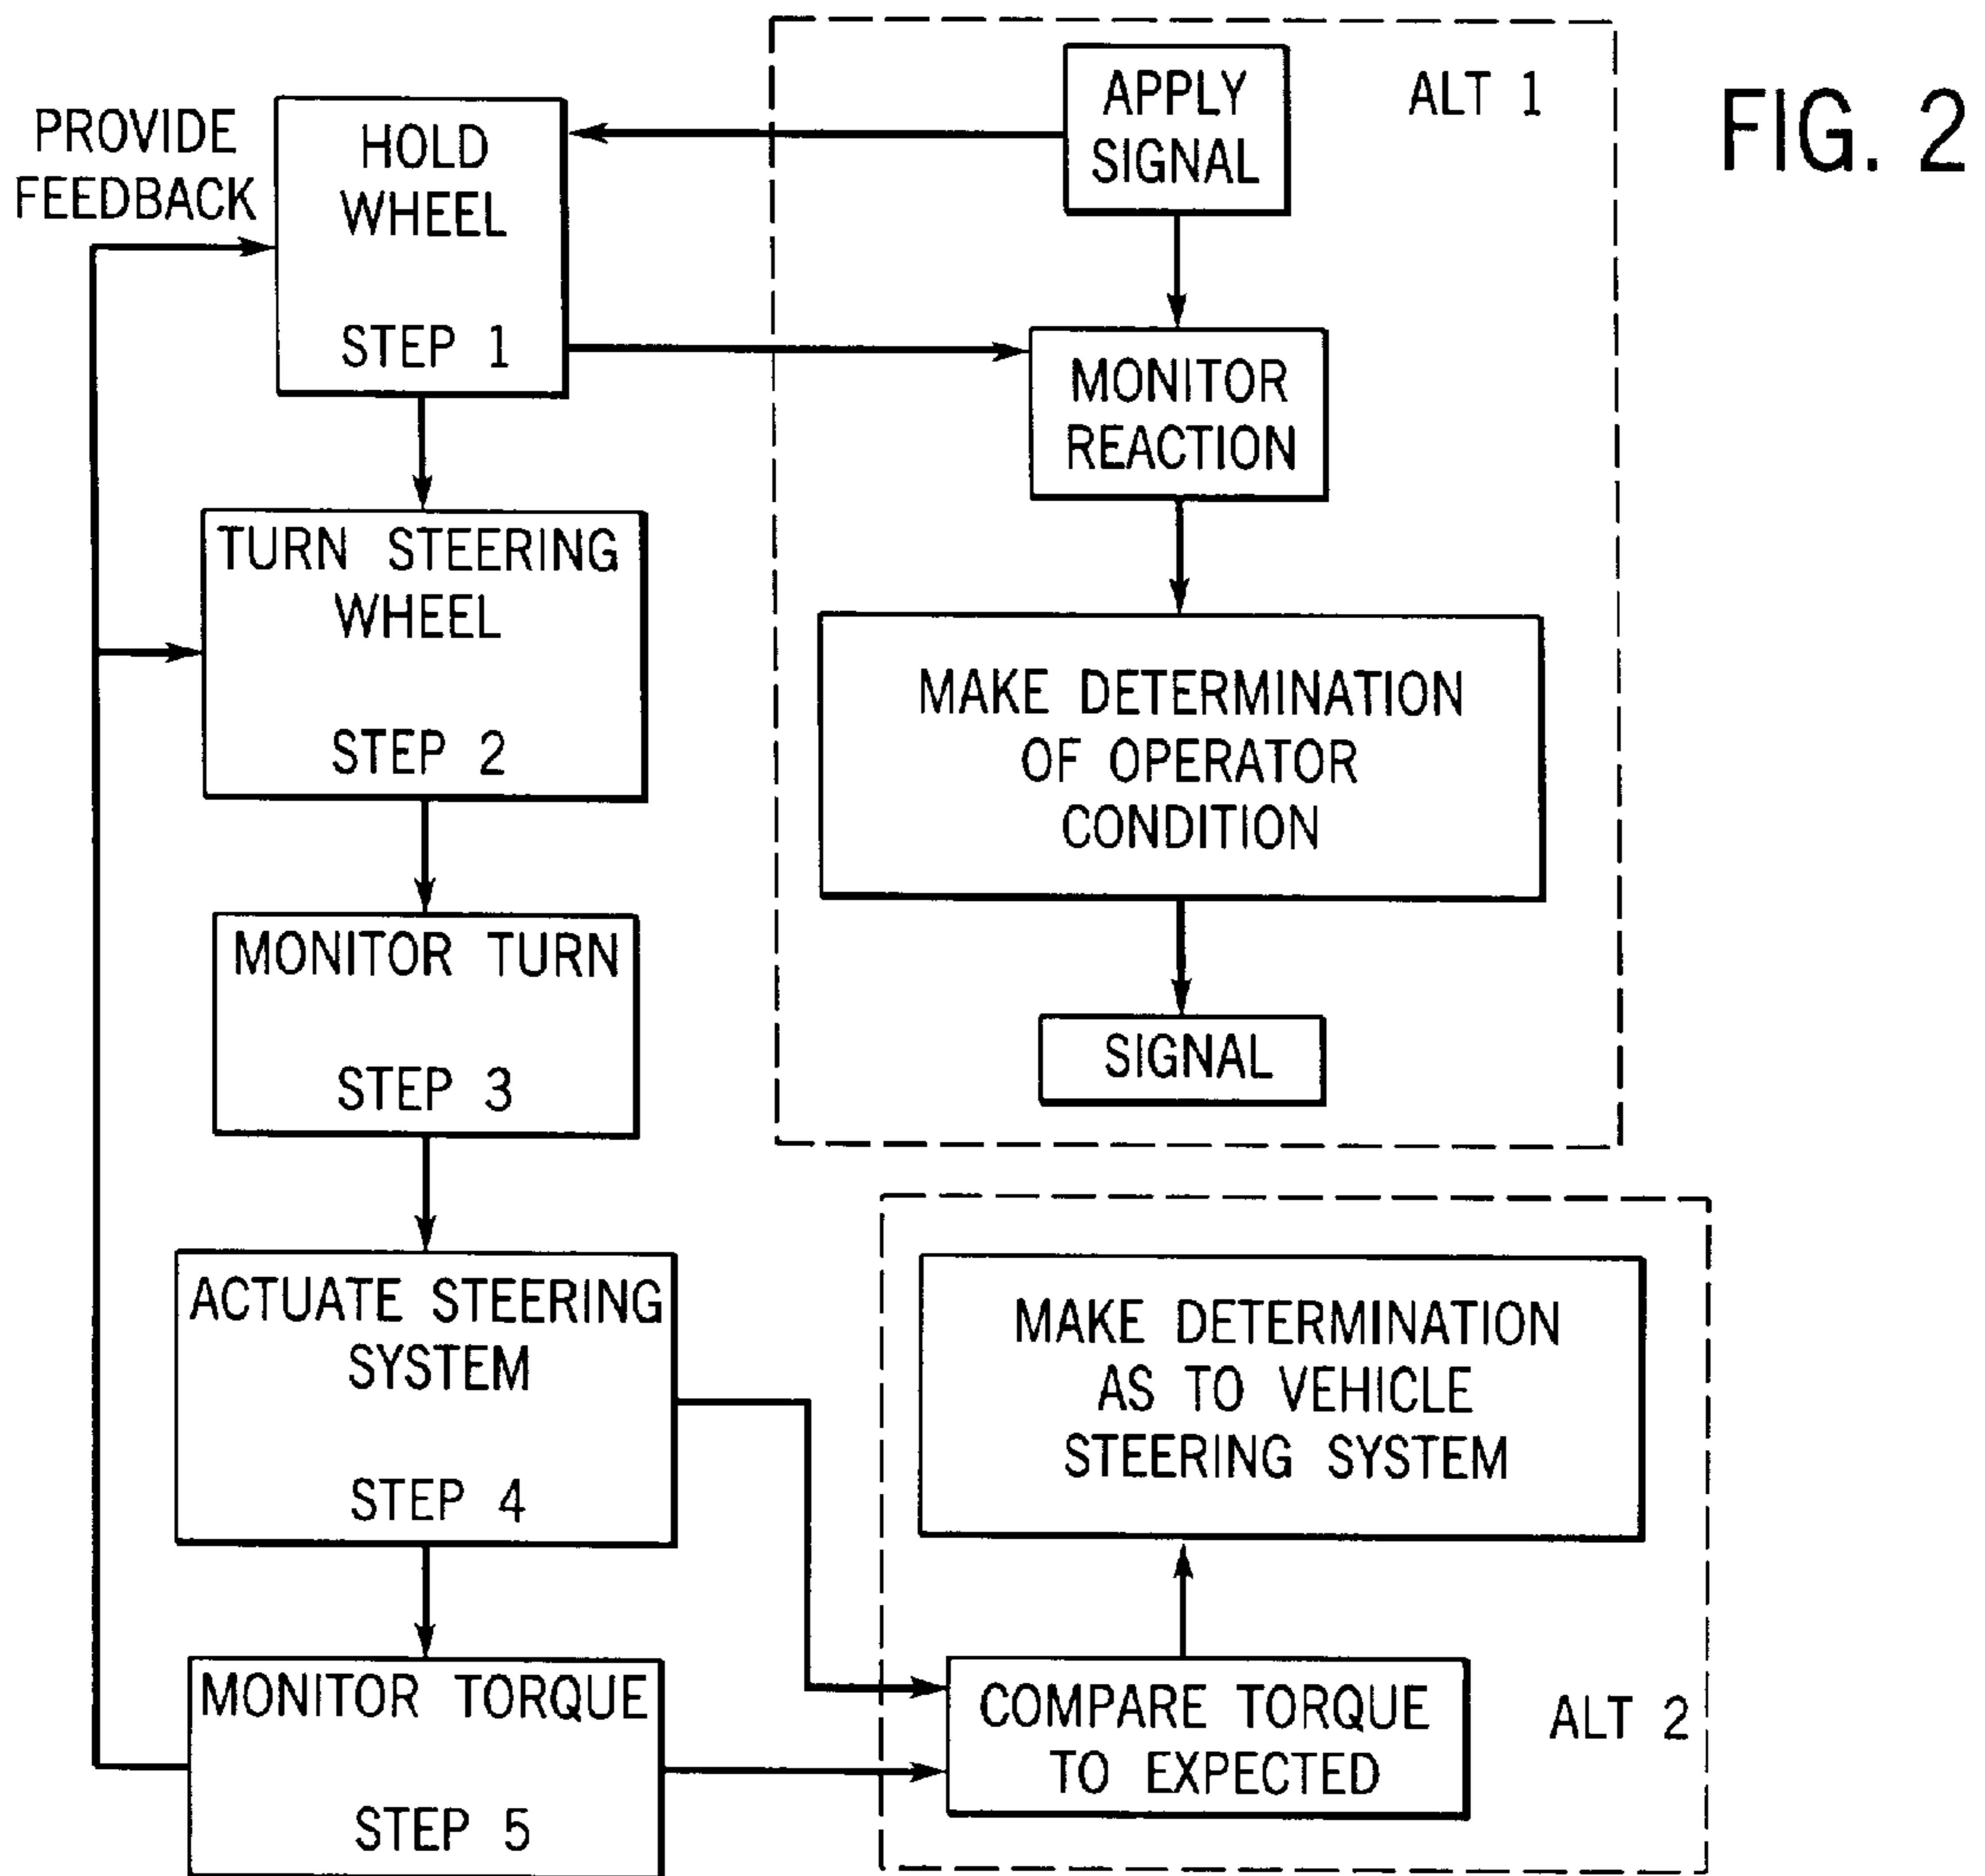 FIG. 2
PROVIDE
FEEDBACK
HOLD
WHEEL
STEP 1
TURN STEERING
WHEEL
STEP 2
MONITOR TURN
STEP 3
ACTUATE STEERING
SYSTEM
STEP 4
MONITOR TORQUE
STEP 5
ALT 1
APPLY
SIGNAL
MONITOR
REACTION
MAKE DETERMINATION
OF OPERATOR
CONDITION
SIGNAL
MAKE DETERMINATION
AS TO VEHICLE
STEERING SYSTEM
COMPARE TORQUE
TO EXPECTED
ALT 2